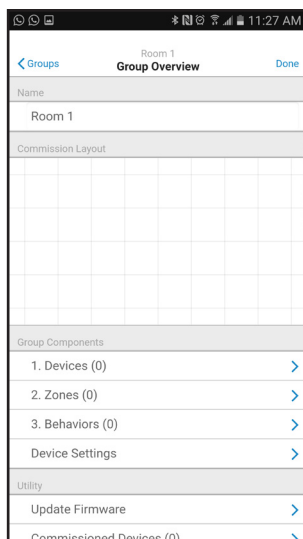 11:27 AM
Room 1
Groups Group Overview Done
Name
Room 1
Commission Layout
Group Components
1. Devices (0)
2. Zones (0)
3. Behaviors (0)
Device Settings
Utility
Update Firmware
Commissioned Devices (0)